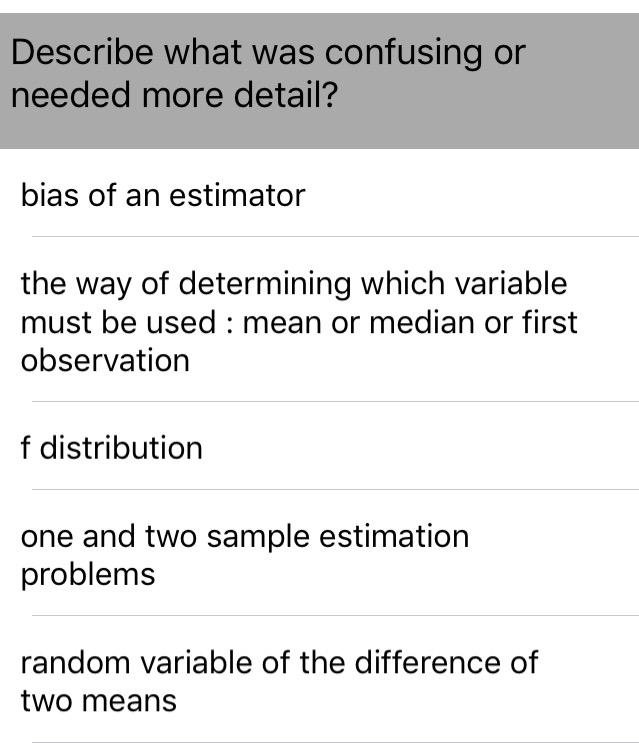 Describe what was confusing or
needed more detail?
bias of an estimator
the way of determining which variable
must be used : mean or median or first
observation
f distribution
one and two sample estimation
problems
random variable of the difference of
two means